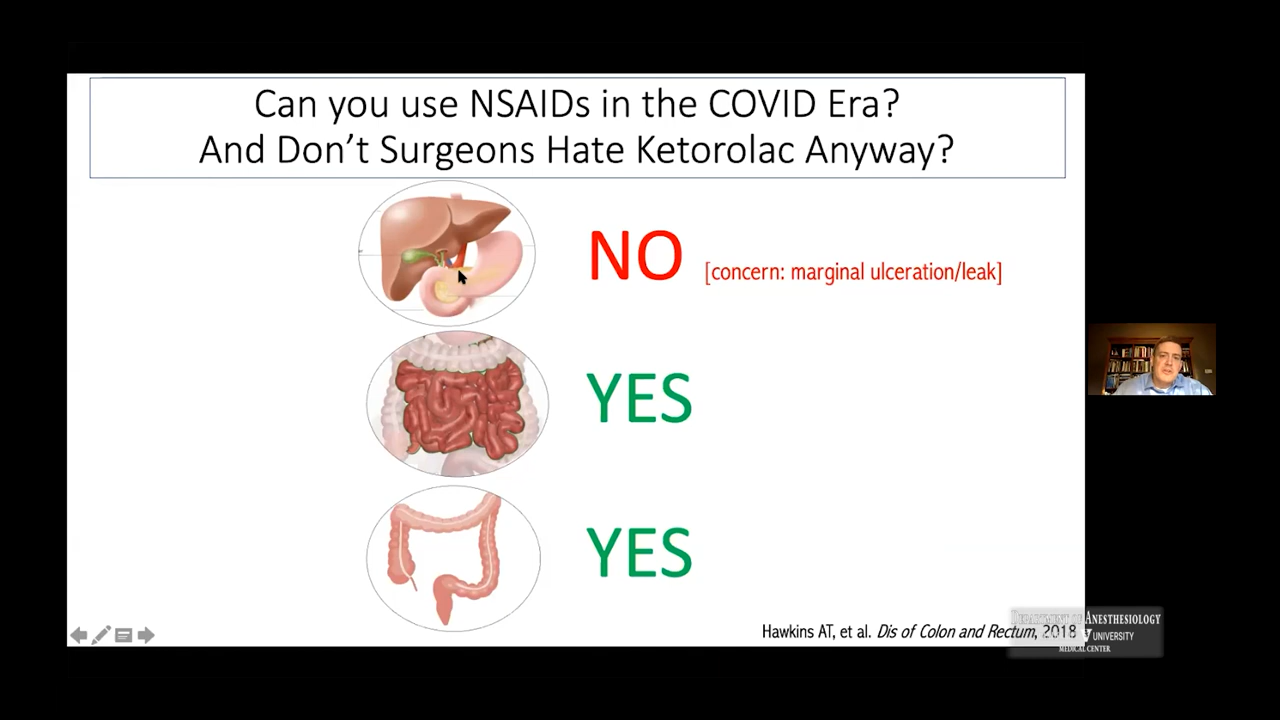 Can you use NSAIDs in the COVID Era?
And Don't Surgeons Hate Ketorolac Anyway?
NO [concern: marginal ulceration/leak]
YES
YES
Hawkins AT, et al. Dis of Colon and Rectum, 2018
Department of Anesthesiology
UNIVERSITY
MEDICAL CENTER